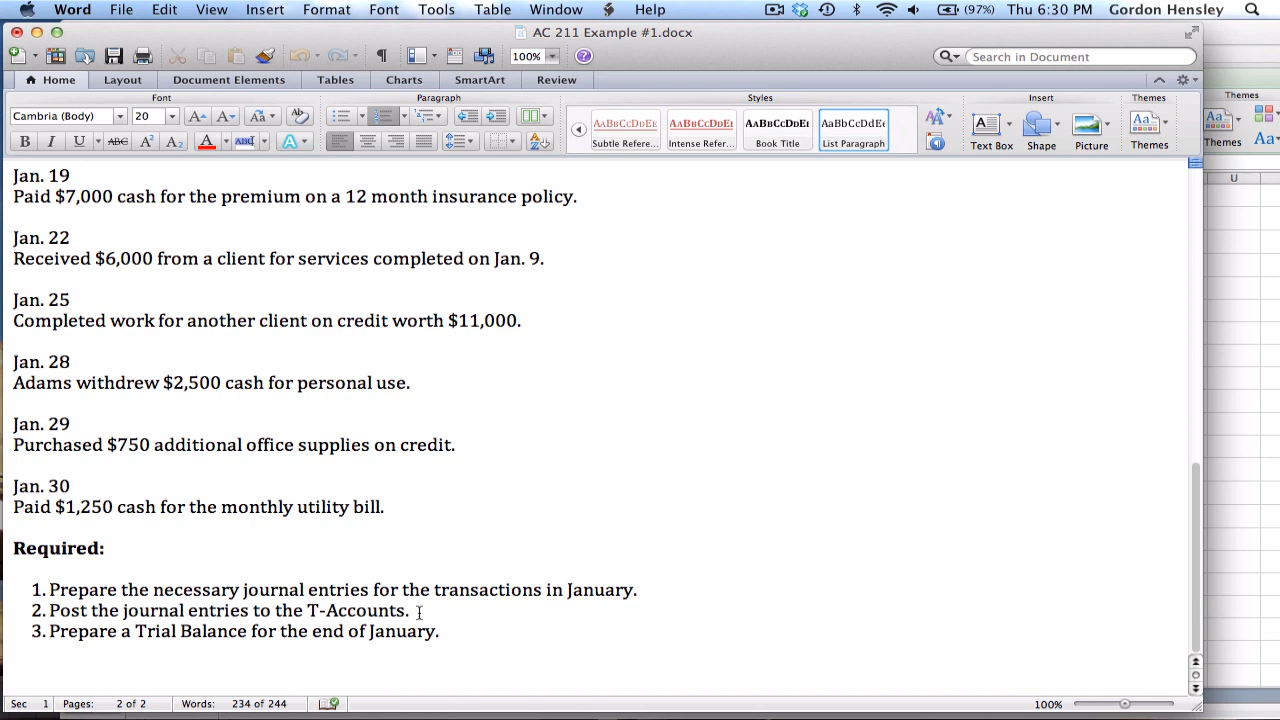 Word File Edit View Insert Format Font Tools Table Window Help (97%) Thu 6:30 PM Gordon Hensley
AC 211 Example #1.docx
100% Search in Document
Home Layout Document Elements Tables Charts SmartArt Review
Font Paragraph Styles Insert Themes
Themes
Cambria (Body) 20
AaBbCcDdEe AaBbCcDdEe AaBbCcDdEe AaBbCcDdEe
B I U ABC A² A₂ A ABC A
Subtle Refere... Intense Refer... Book Title List Paragraph Text Box Shape Picture Themes
Themes
U
Jan. 19
Paid $7,000 cash for the premium on a 12 month insurance policy.
Jan. 22
Received $6,000 from a client for services completed on Jan. 9.
Jan. 25
Completed work for another client on credit worth $11,000.
Jan. 28
Adams withdrew $2,500 cash for personal use.
Jan. 29
Purchased $750 additional office supplies on credit.
Jan. 30
Paid $1,250 cash for the monthly utility bill.
Required:
1. Prepare the necessary journal entries for the transactions in January.
2. Post the journal entries to the T-Accounts.
3. Prepare a Trial Balance for the end of January.
Sec 1 Pages: 2 of 2 Words: 234 of 244 100%